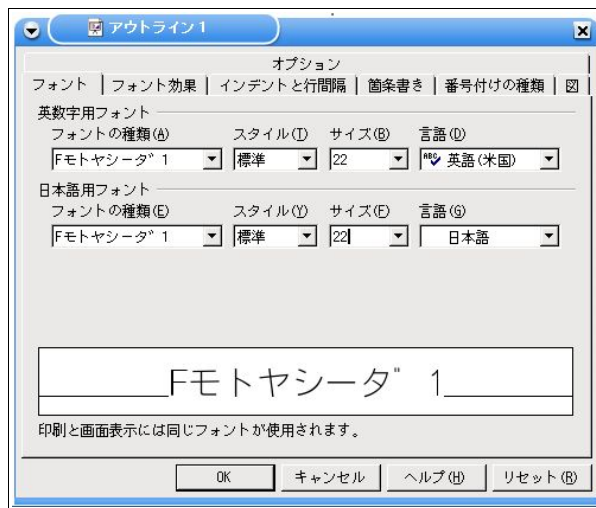 アウトライン 1
オプション
フォント フォント効果 インデントと行間隔 箇条書き 番号付けの種類 図
英数字用フォント
フォントの種類(A) スタイル(T) サイズ(B) 言語(D)
Fモトヤシータ゛1 標準 22 ABC 英語(米国)
日本語用フォント
フォントの種類(E) スタイル(Y) サイズ(F) 言語(G)
Fモトヤシータ゛1 標準 22 日本語
Fモトヤシータ゛1
印刷と画面表示には同じフォントが使用されます。
OK キャンセル ヘルプ(H) リセット(R)